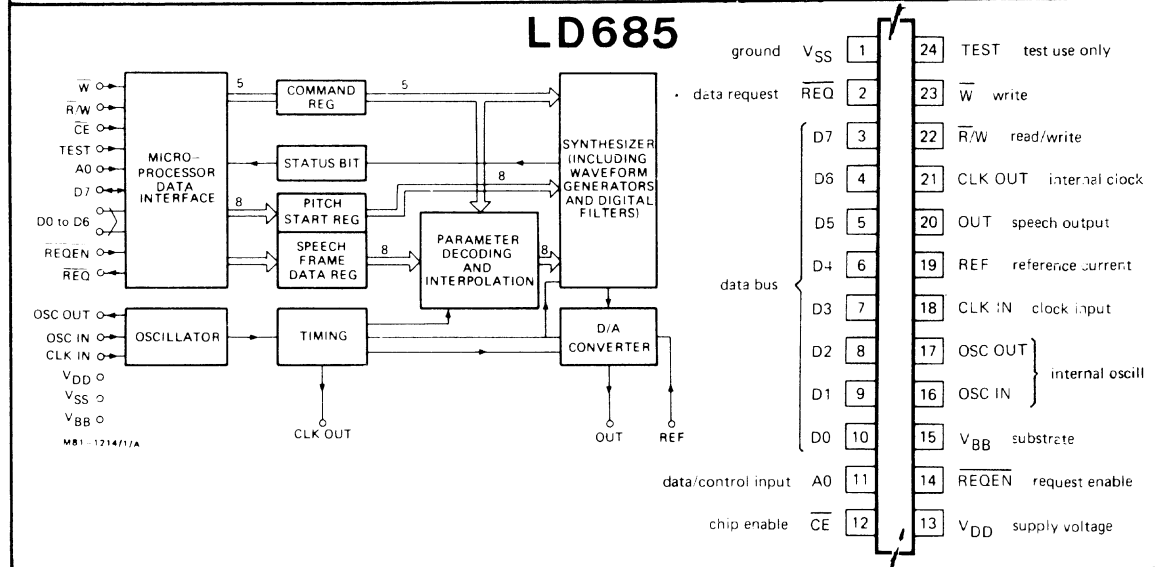 LD685
W̅
R̅/W
C̅E̅
TEST
A0
D7
D0 to D6
R̅E̅Q̅E̅N̅
R̅E̅Q̅
MICRO–
PROCESSOR
DATA
INTERFACE
5
COMMAND
REG
5
STATUS BIT
8
PITCH
START REG
8
SPEECH
FRAME
DATA REG
8
PARAMETER
DECODING
AND
INTERPOLATION
8
SYNTHESIZER
(INCLUDING
WAVEFORM
GENERATORS
AND DIGITAL
FILTERS)
OSC OUT
OSC IN
CLK IN
OSCILLATOR
TIMING
D/A
CONVERTER
VDD
VSS
VBB
M81–1214/1/A
CLK OUT
OUT
REF
ground VSS 1
data request R̅E̅Q̅ 2
D7 3
D6 4
D5 5
D4 6
data bus
D3 7
D2 8
D1 9
D0 10
data/control input A0 11
chip enable C̅E̅ 12
24 TEST test use only
23 W̅ write
22 R̅/W read/write
21 CLK OUT internal clock
20 OUT speech output
19 REF reference current
18 CLK IN clock input
17 OSC OUT
internal oscill
16 OSC IN
15 VBB substrate
14 R̅E̅Q̅E̅N̅ request enable
13 VDD supply voltage